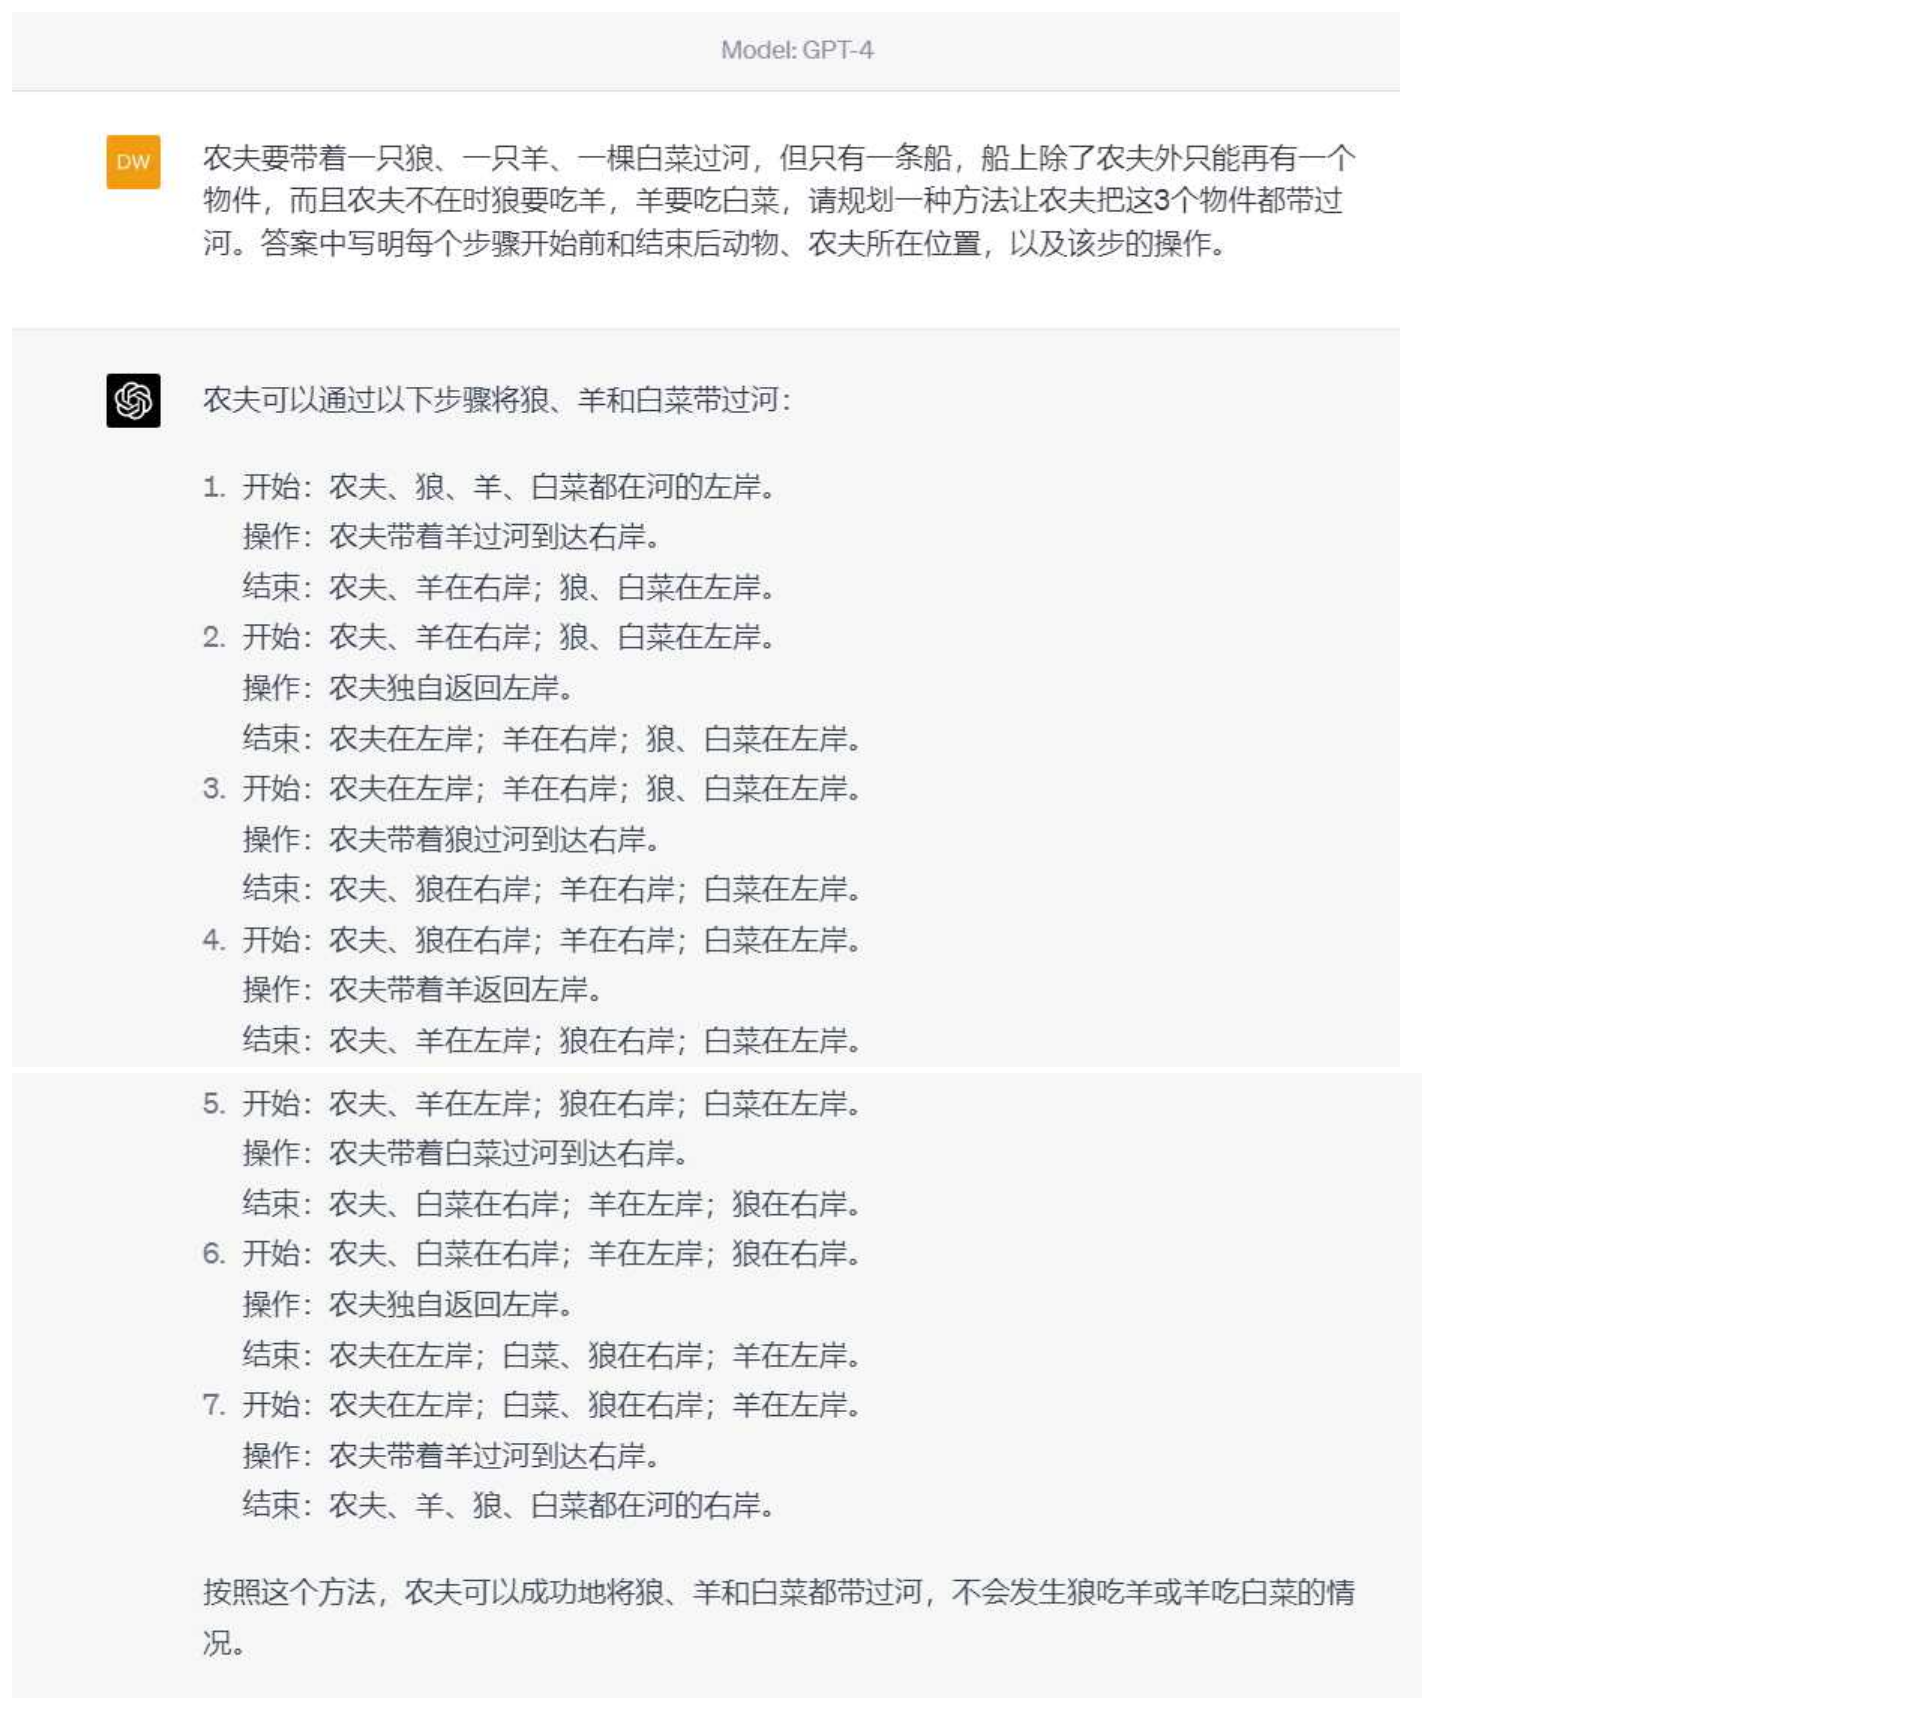 Model: GPT-4
DW
农夫要带着一只狼、一只羊、一棵白菜过河，但只有一条船，船上除了农夫外只能再有一个
物件，而且农夫不在时狼要吃羊，羊要吃白菜，请规划一种方法让农夫把这3个物件都带过
河。答案中写明每个步骤开始前和结束后动物、农夫所在位置，以及该步的操作。
农夫可以通过以下步骤将狼、羊和白菜带过河：
1. 开始：农夫、狼、羊、白菜都在河的左岸。
操作：农夫带着羊过河到达右岸。
结束：农夫、羊在右岸；狼、白菜在左岸。
2. 开始：农夫、羊在右岸；狼、白菜在左岸。
操作：农夫独自返回左岸。
结束：农夫在左岸；羊在右岸；狼、白菜在左岸。
3. 开始：农夫在左岸；羊在右岸；狼、白菜在左岸。
操作：农夫带着狼过河到达右岸。
结束：农夫、狼在右岸；羊在右岸；白菜在左岸。
4. 开始：农夫、狼在右岸；羊在右岸；白菜在左岸。
操作：农夫带着羊返回左岸。
结束：农夫、羊在左岸；狼在右岸；白菜在左岸。
5. 开始：农夫、羊在左岸；狼在右岸；白菜在左岸。
操作：农夫带着白菜过河到达右岸。
结束：农夫、白菜在右岸；羊在左岸；狼在右岸。
6. 开始：农夫、白菜在右岸；羊在左岸；狼在右岸。
操作：农夫独自返回左岸。
结束：农夫在左岸；白菜、狼在右岸；羊在左岸。
7. 开始：农夫在左岸；白菜、狼在右岸；羊在左岸。
操作：农夫带着羊过河到达右岸。
结束：农夫、羊、狼、白菜都在河的右岸。
按照这个方法，农夫可以成功地将狼、羊和白菜都带过河，不会发生狼吃羊或羊吃白菜的情
况。